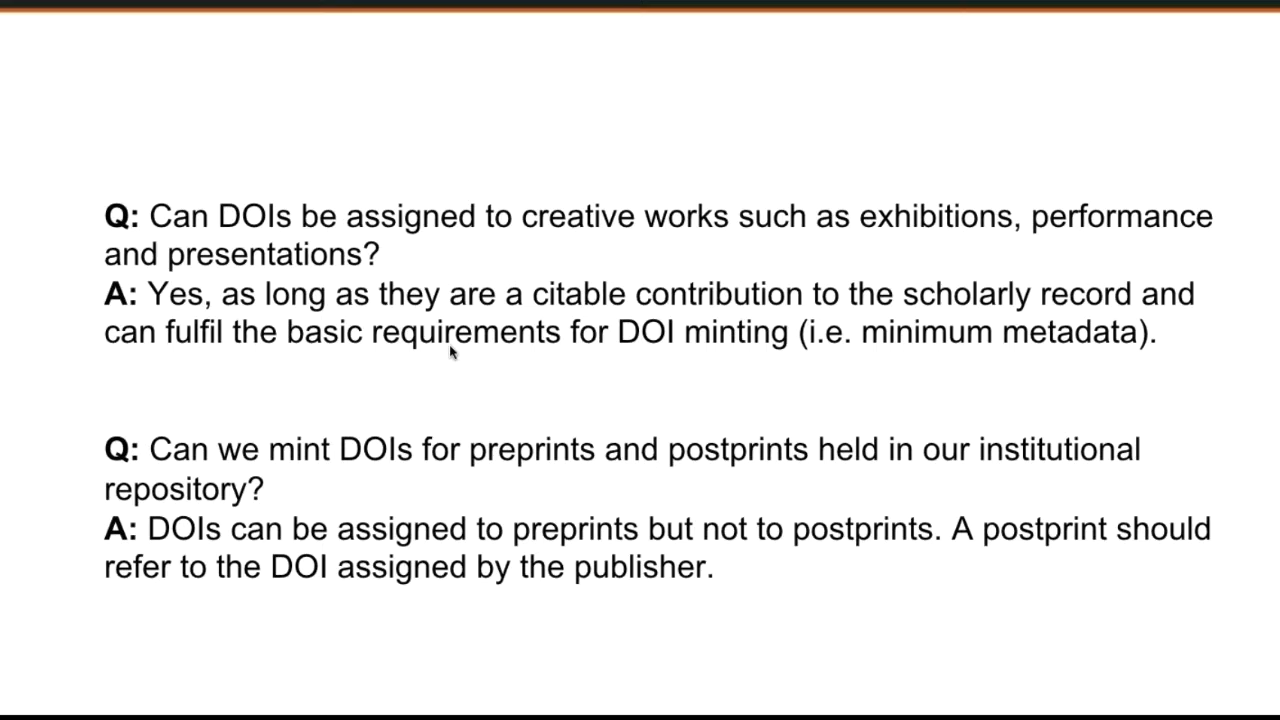 Q: Can DOIs be assigned to creative works such as exhibitions, performance
and presentations?
A: Yes, as long as they are a citable contribution to the scholarly record and
can fulfil the basic requirements for DOI minting (i.e. minimum metadata).
Q: Can we mint DOIs for preprints and postprints held in our institutional
repository?
A: DOIs can be assigned to preprints but not to postprints. A postprint should
refer to the DOI assigned by the publisher.